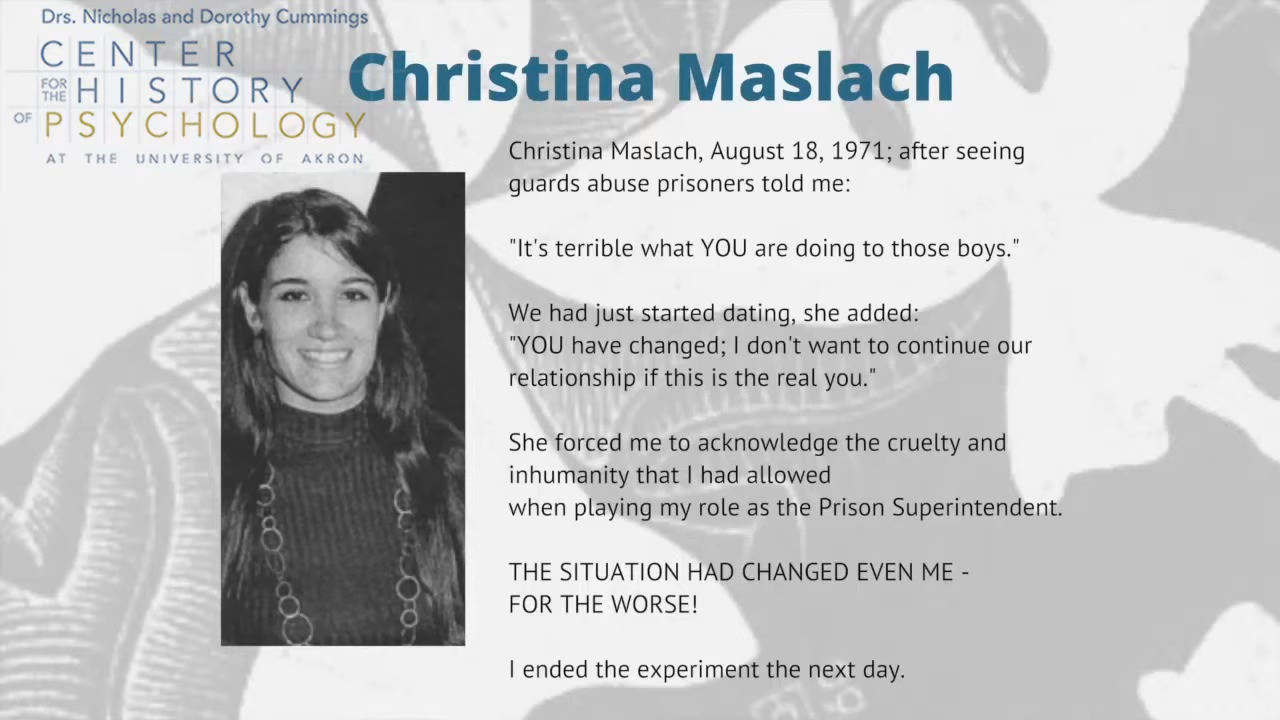 Drs. Nicholas and Dorothy Cummings
CENTER
FOR THE HISTORY
OF PSYCHOLOGY
AT THE UNIVERSITY OF AKRON
Christina Maslach
Christina Maslach, August 18, 1971; after seeing
guards abuse prisoners told me:
"It's terrible what YOU are doing to those boys."
We had just started dating, she added:
"YOU have changed; I don't want to continue our
relationship if this is the real you."
She forced me to acknowledge the cruelty and
inhumanity that I had allowed
when playing my role as the Prison Superintendent.
THE SITUATION HAD CHANGED EVEN ME -
FOR THE WORSE!
I ended the experiment the next day.